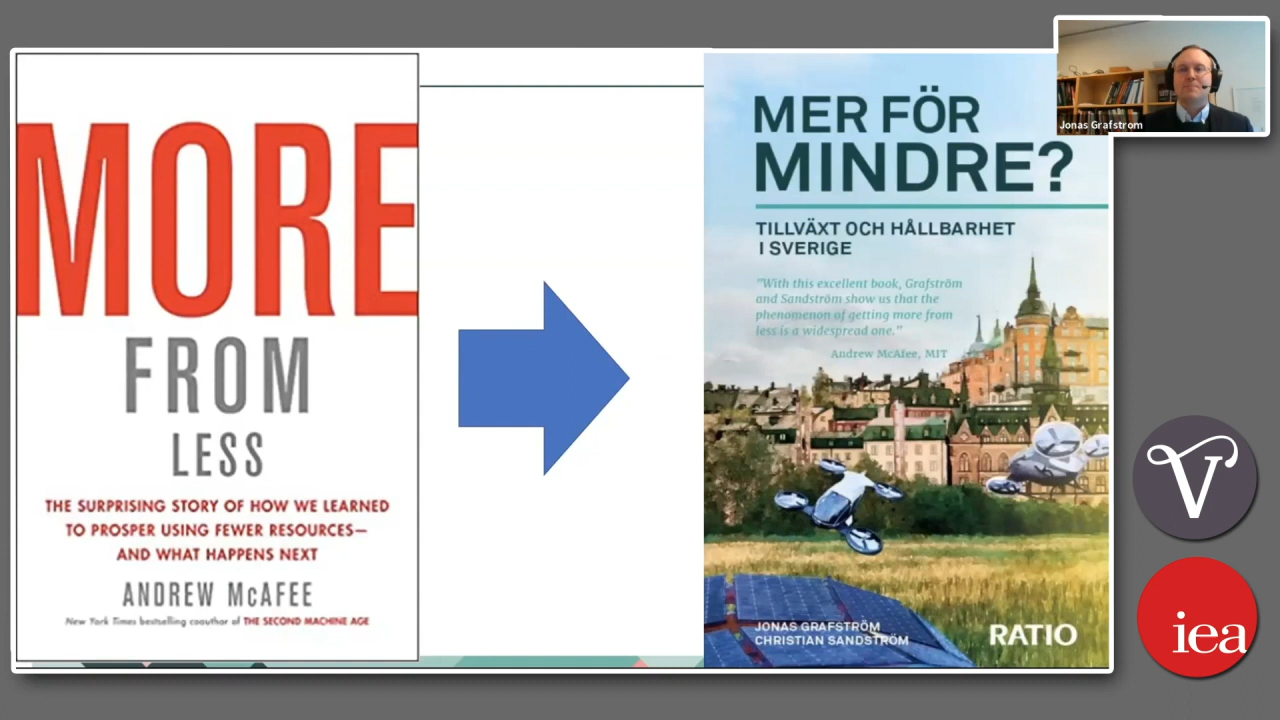 MORE
FROM
LESS
THE SURPRISING STORY OF HOW WE LEARNED
TO PROSPER USING FEWER RESOURCES—
AND WHAT HAPPENS NEXT
ANDREW McAFEE
New York Times bestselling coauthor of THE SECOND MACHINE AGE
MER FÖR
MINDRE?
TILLVÄXT OCH HÅLLBARHET
I SVERIGE
"With this excellent book, Grafström
and Sandström show us that the
phenomenon of getting more from
less is a widespread one."
Andrew McAfee, MIT
JONAS GRAFSTRÖM
CHRISTIAN SANDSTRÖM
RATIO
Jonas Grafstrom
V
iea